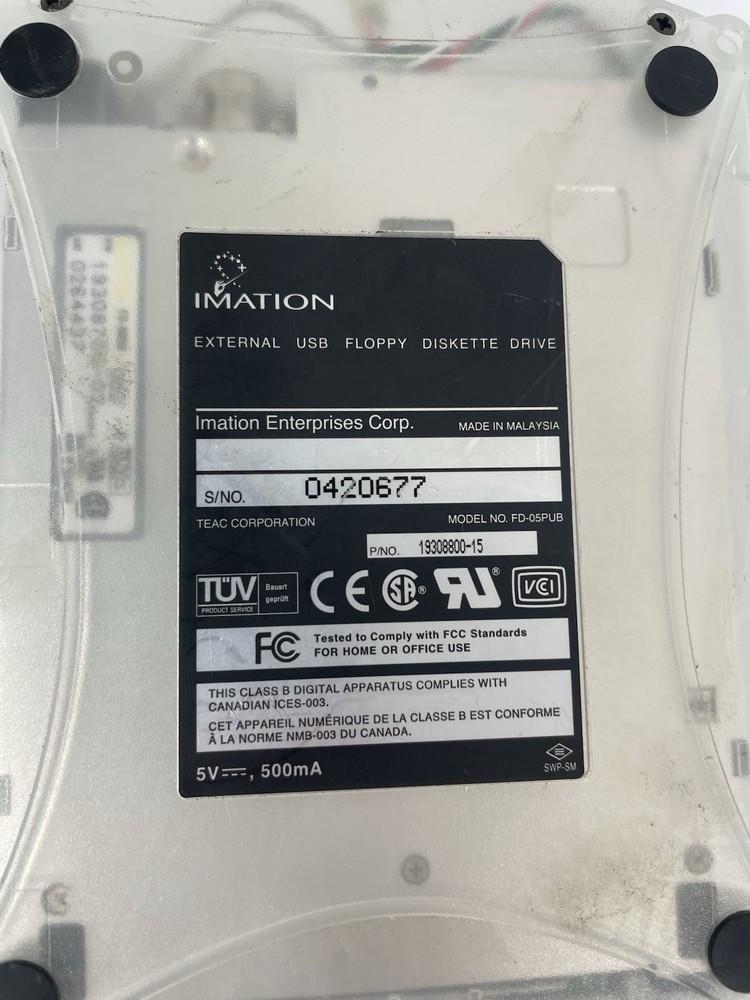 IMATION
EXTERNAL USB FLOPPY DISKETTE DRIVE
Imation Enterprises Corp. MADE IN MALAYSIA
S/NO. 0420677
TEAC CORPORATION MODEL NO. FD-05PUB
P/NO. 19308800-15
TÜV Bauart geprüft
PRODUCT SERVICE
CE SA® RU® VCI
FC Tested to Comply with FCC Standards
FOR HOME OR OFFICE USE
THIS CLASS B DIGITAL APPARATUS COMPLIES WITH
CANADIAN ICES-003.
CET APPAREIL NUMÉRIQUE DE LA CLASSE B EST CONFORME
À LA NORME NMB-003 DU CANADA.
5V⎓, 500mA
SWP-SM